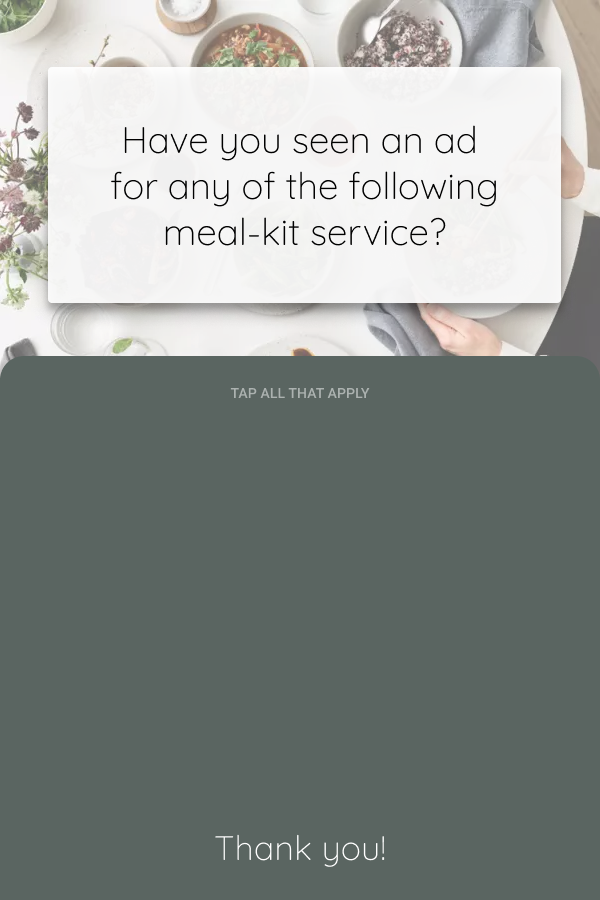 Have you seen an ad
for any of the following
meal-kit service?
TAP ALL THAT APPLY
Thank you!